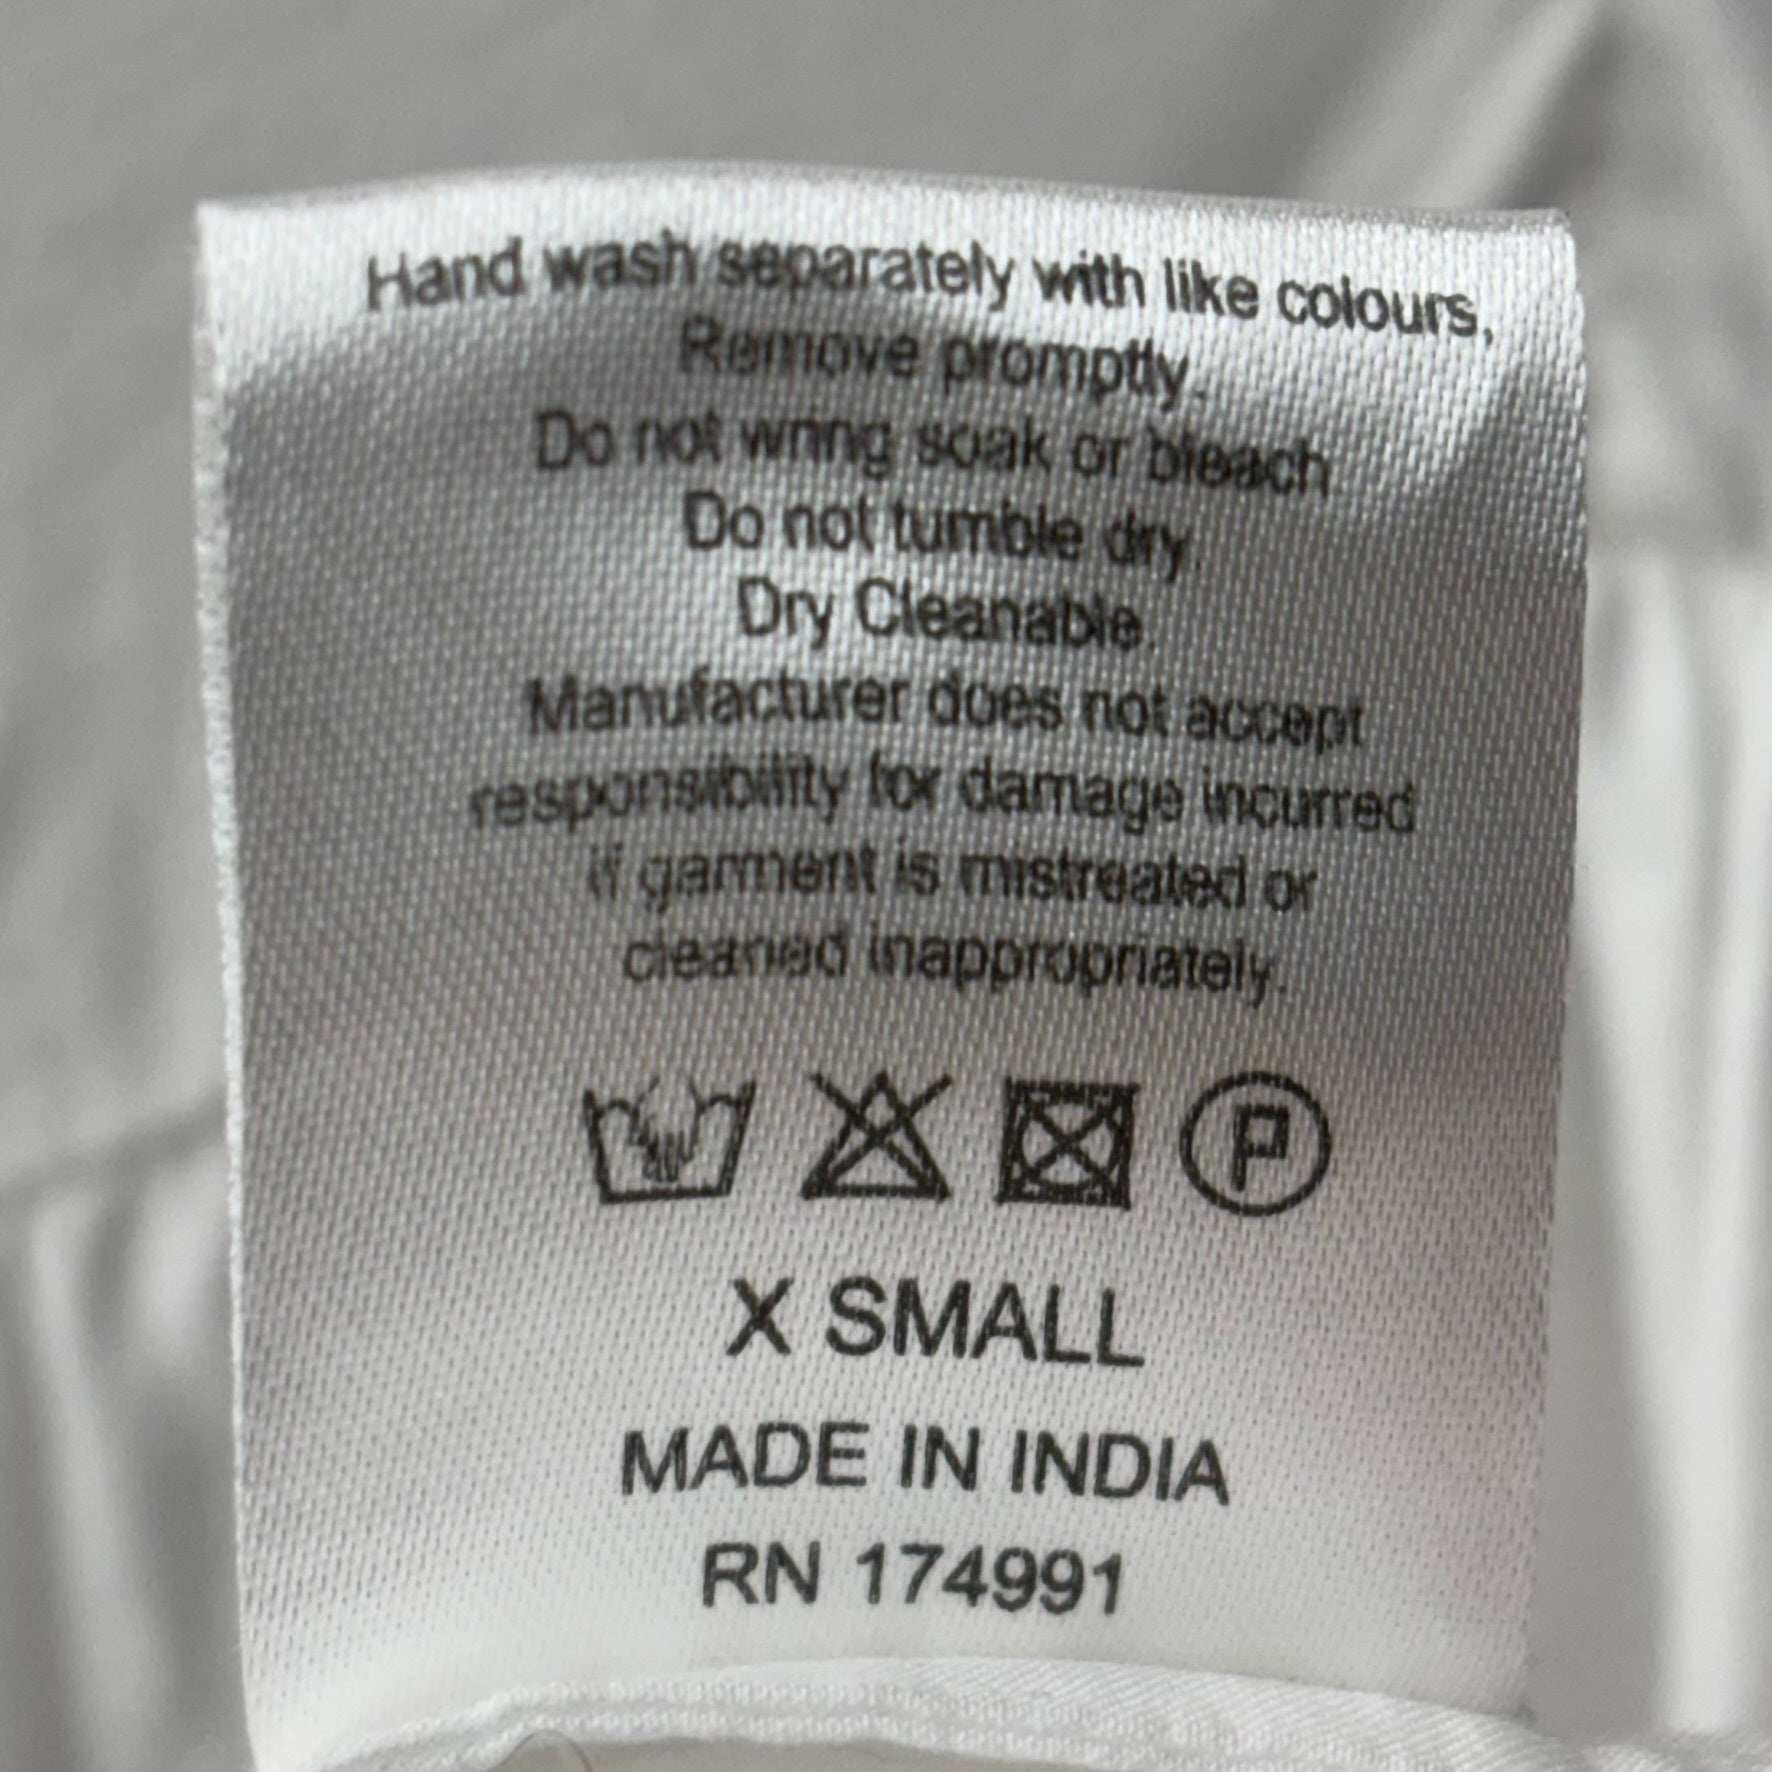 Hand wash separately with like colours,
Remove promptly.
Do not wring soak or bleach
Do not tumble dry
Dry Cleanable.
Manufacturer does not accept
responsibility for damage incurred
if garment is mistreated or
cleaned inappropriately.
P
X SMALL
MADE IN INDIA
RN 174991